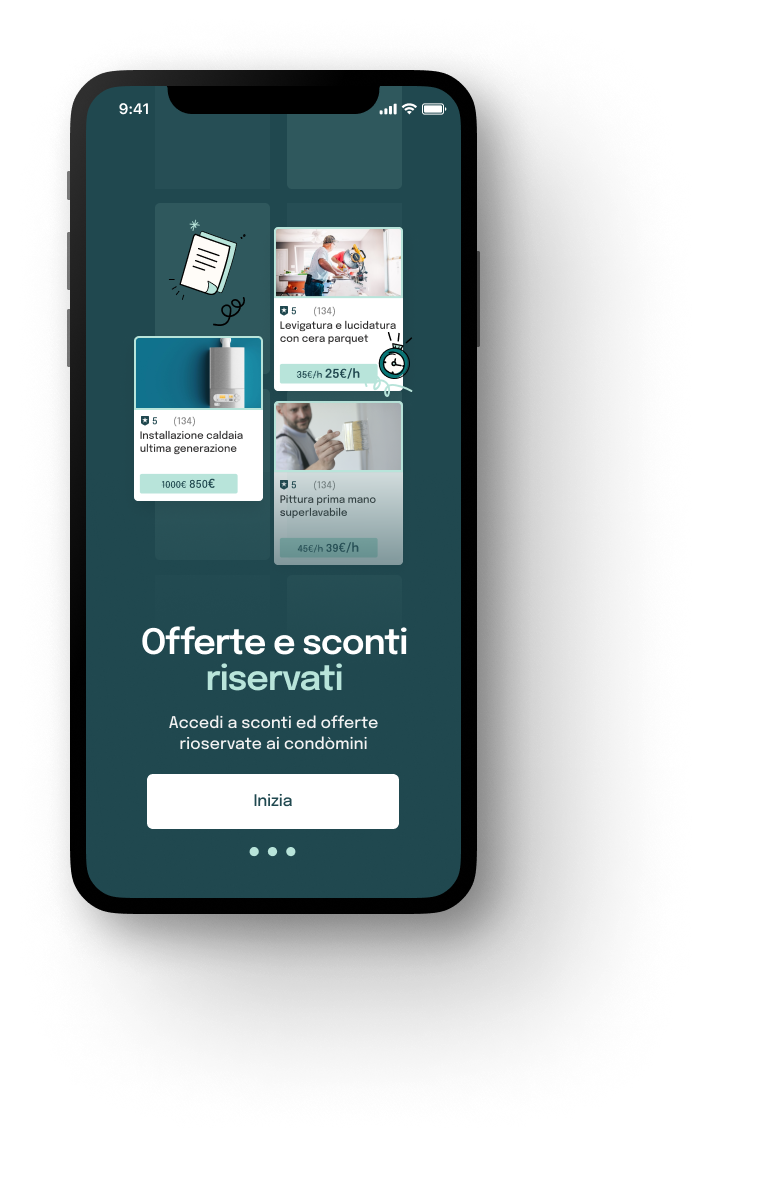 9:41
5 (134)
Levigatura e lucidatura
con cera parquet
35€/h 25€/h
5 (134)
Installazione caldaia
ultima generazione
1000€ 850€
5 (134)
Pittura prima mano
superlavabile
45€/h 39€/h
Offerte e sconti
riservati
Accedi a sconti ed offerte
rioservate ai condòmini
Inizia